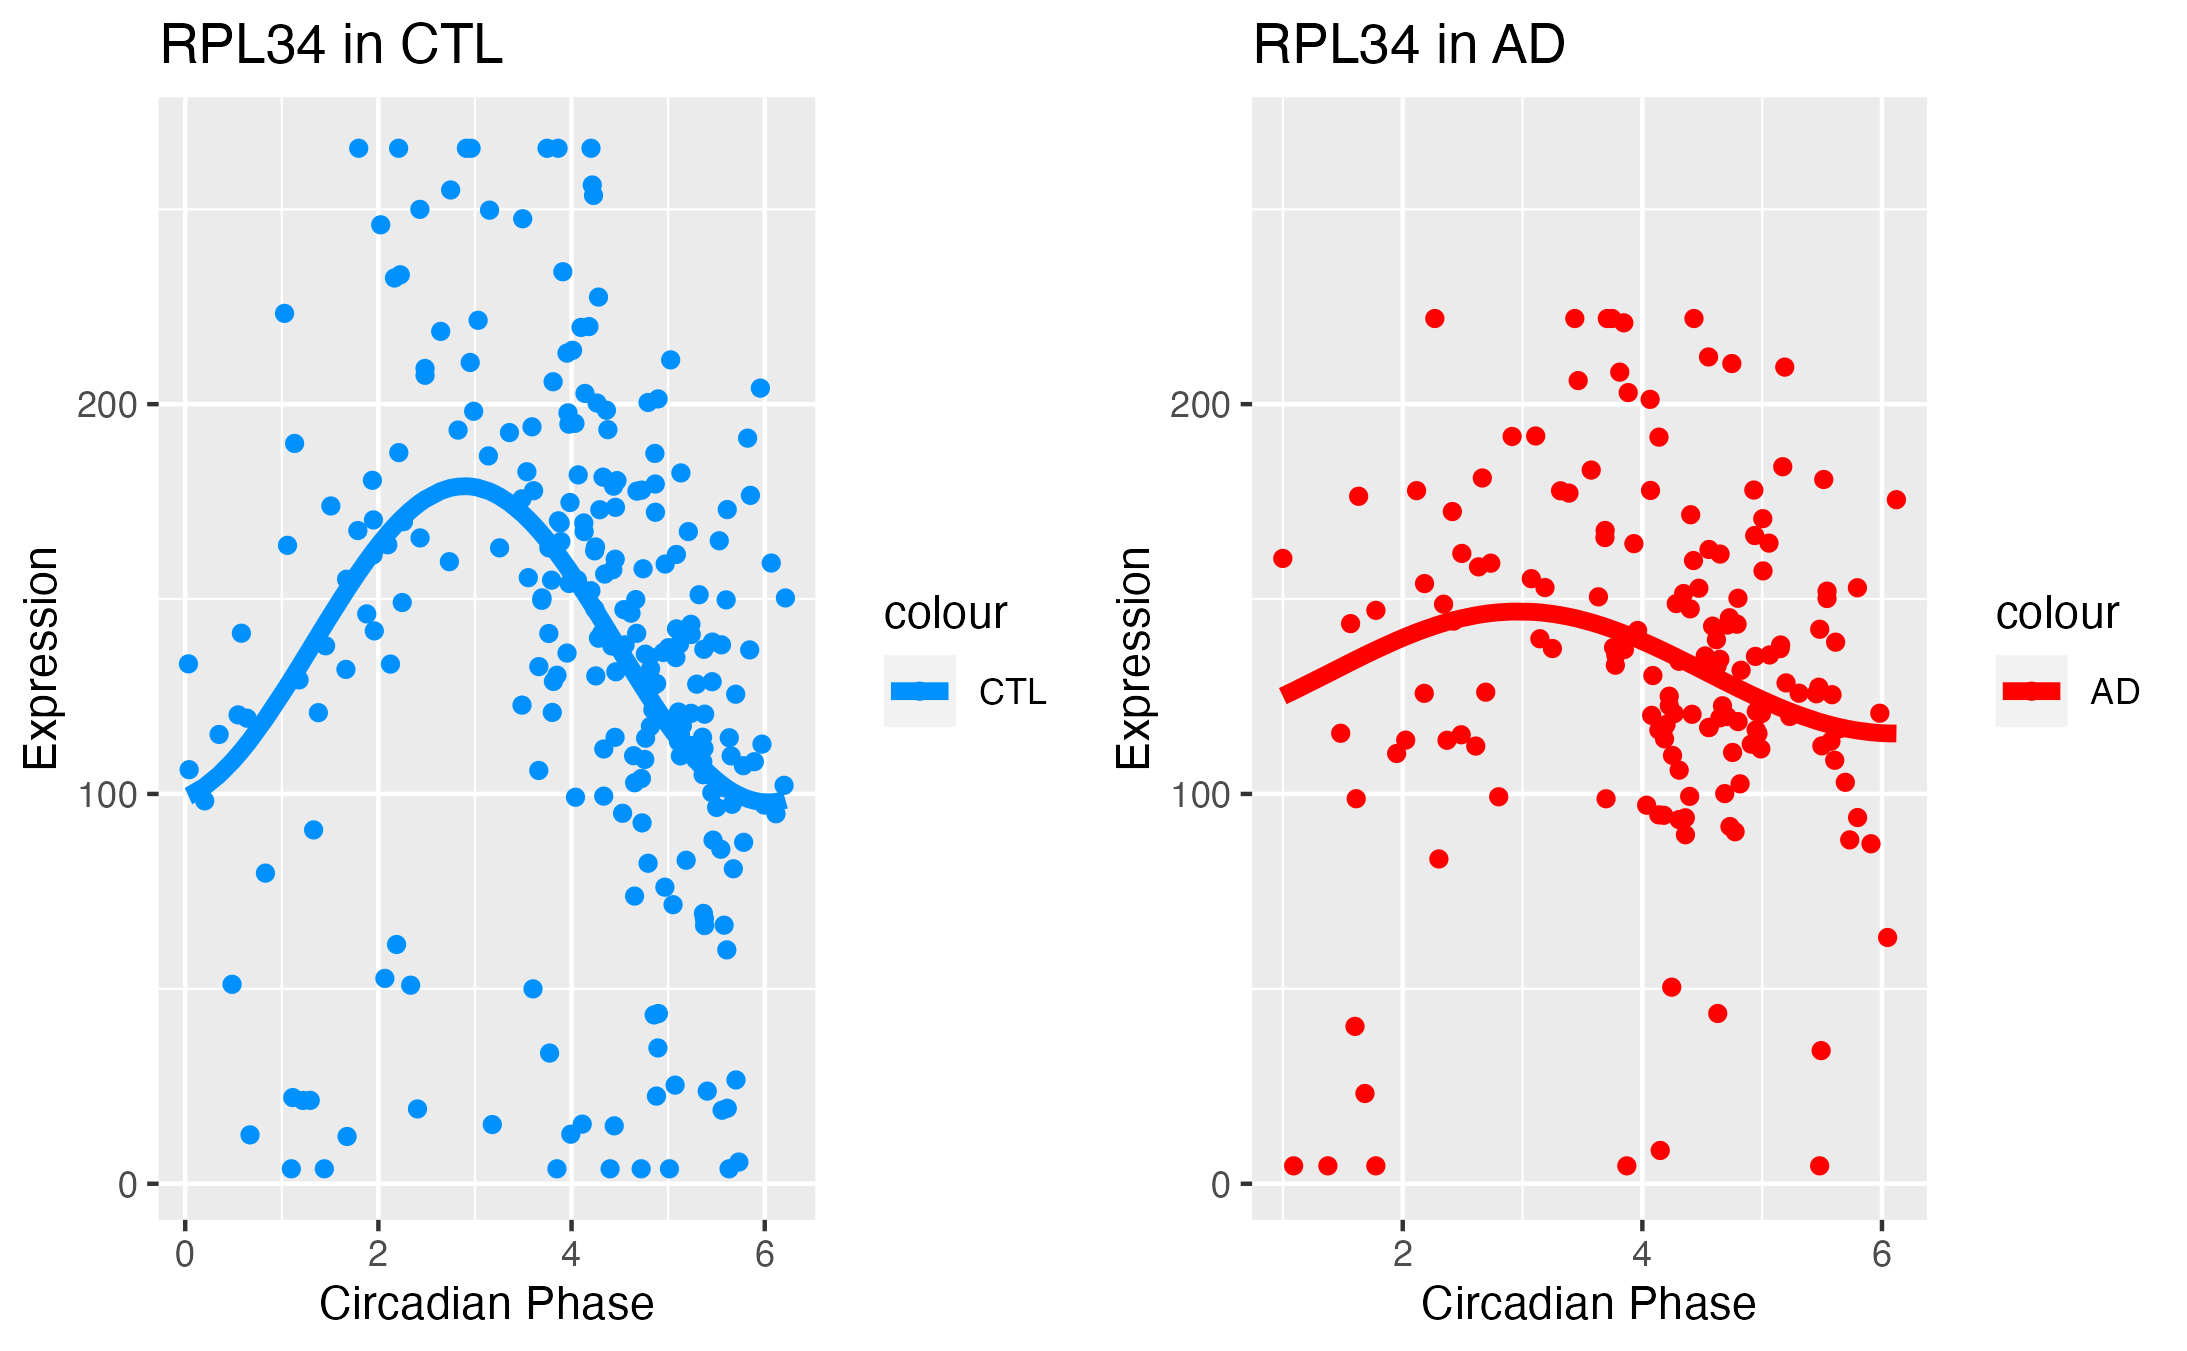 RPL34 in CTL
Expression
200
100
0
0 2 4 6
Circadian Phase
colour
CTL
RPL34 in AD
Expression
200
100
0
2 4 6
Circadian Phase
colour
AD